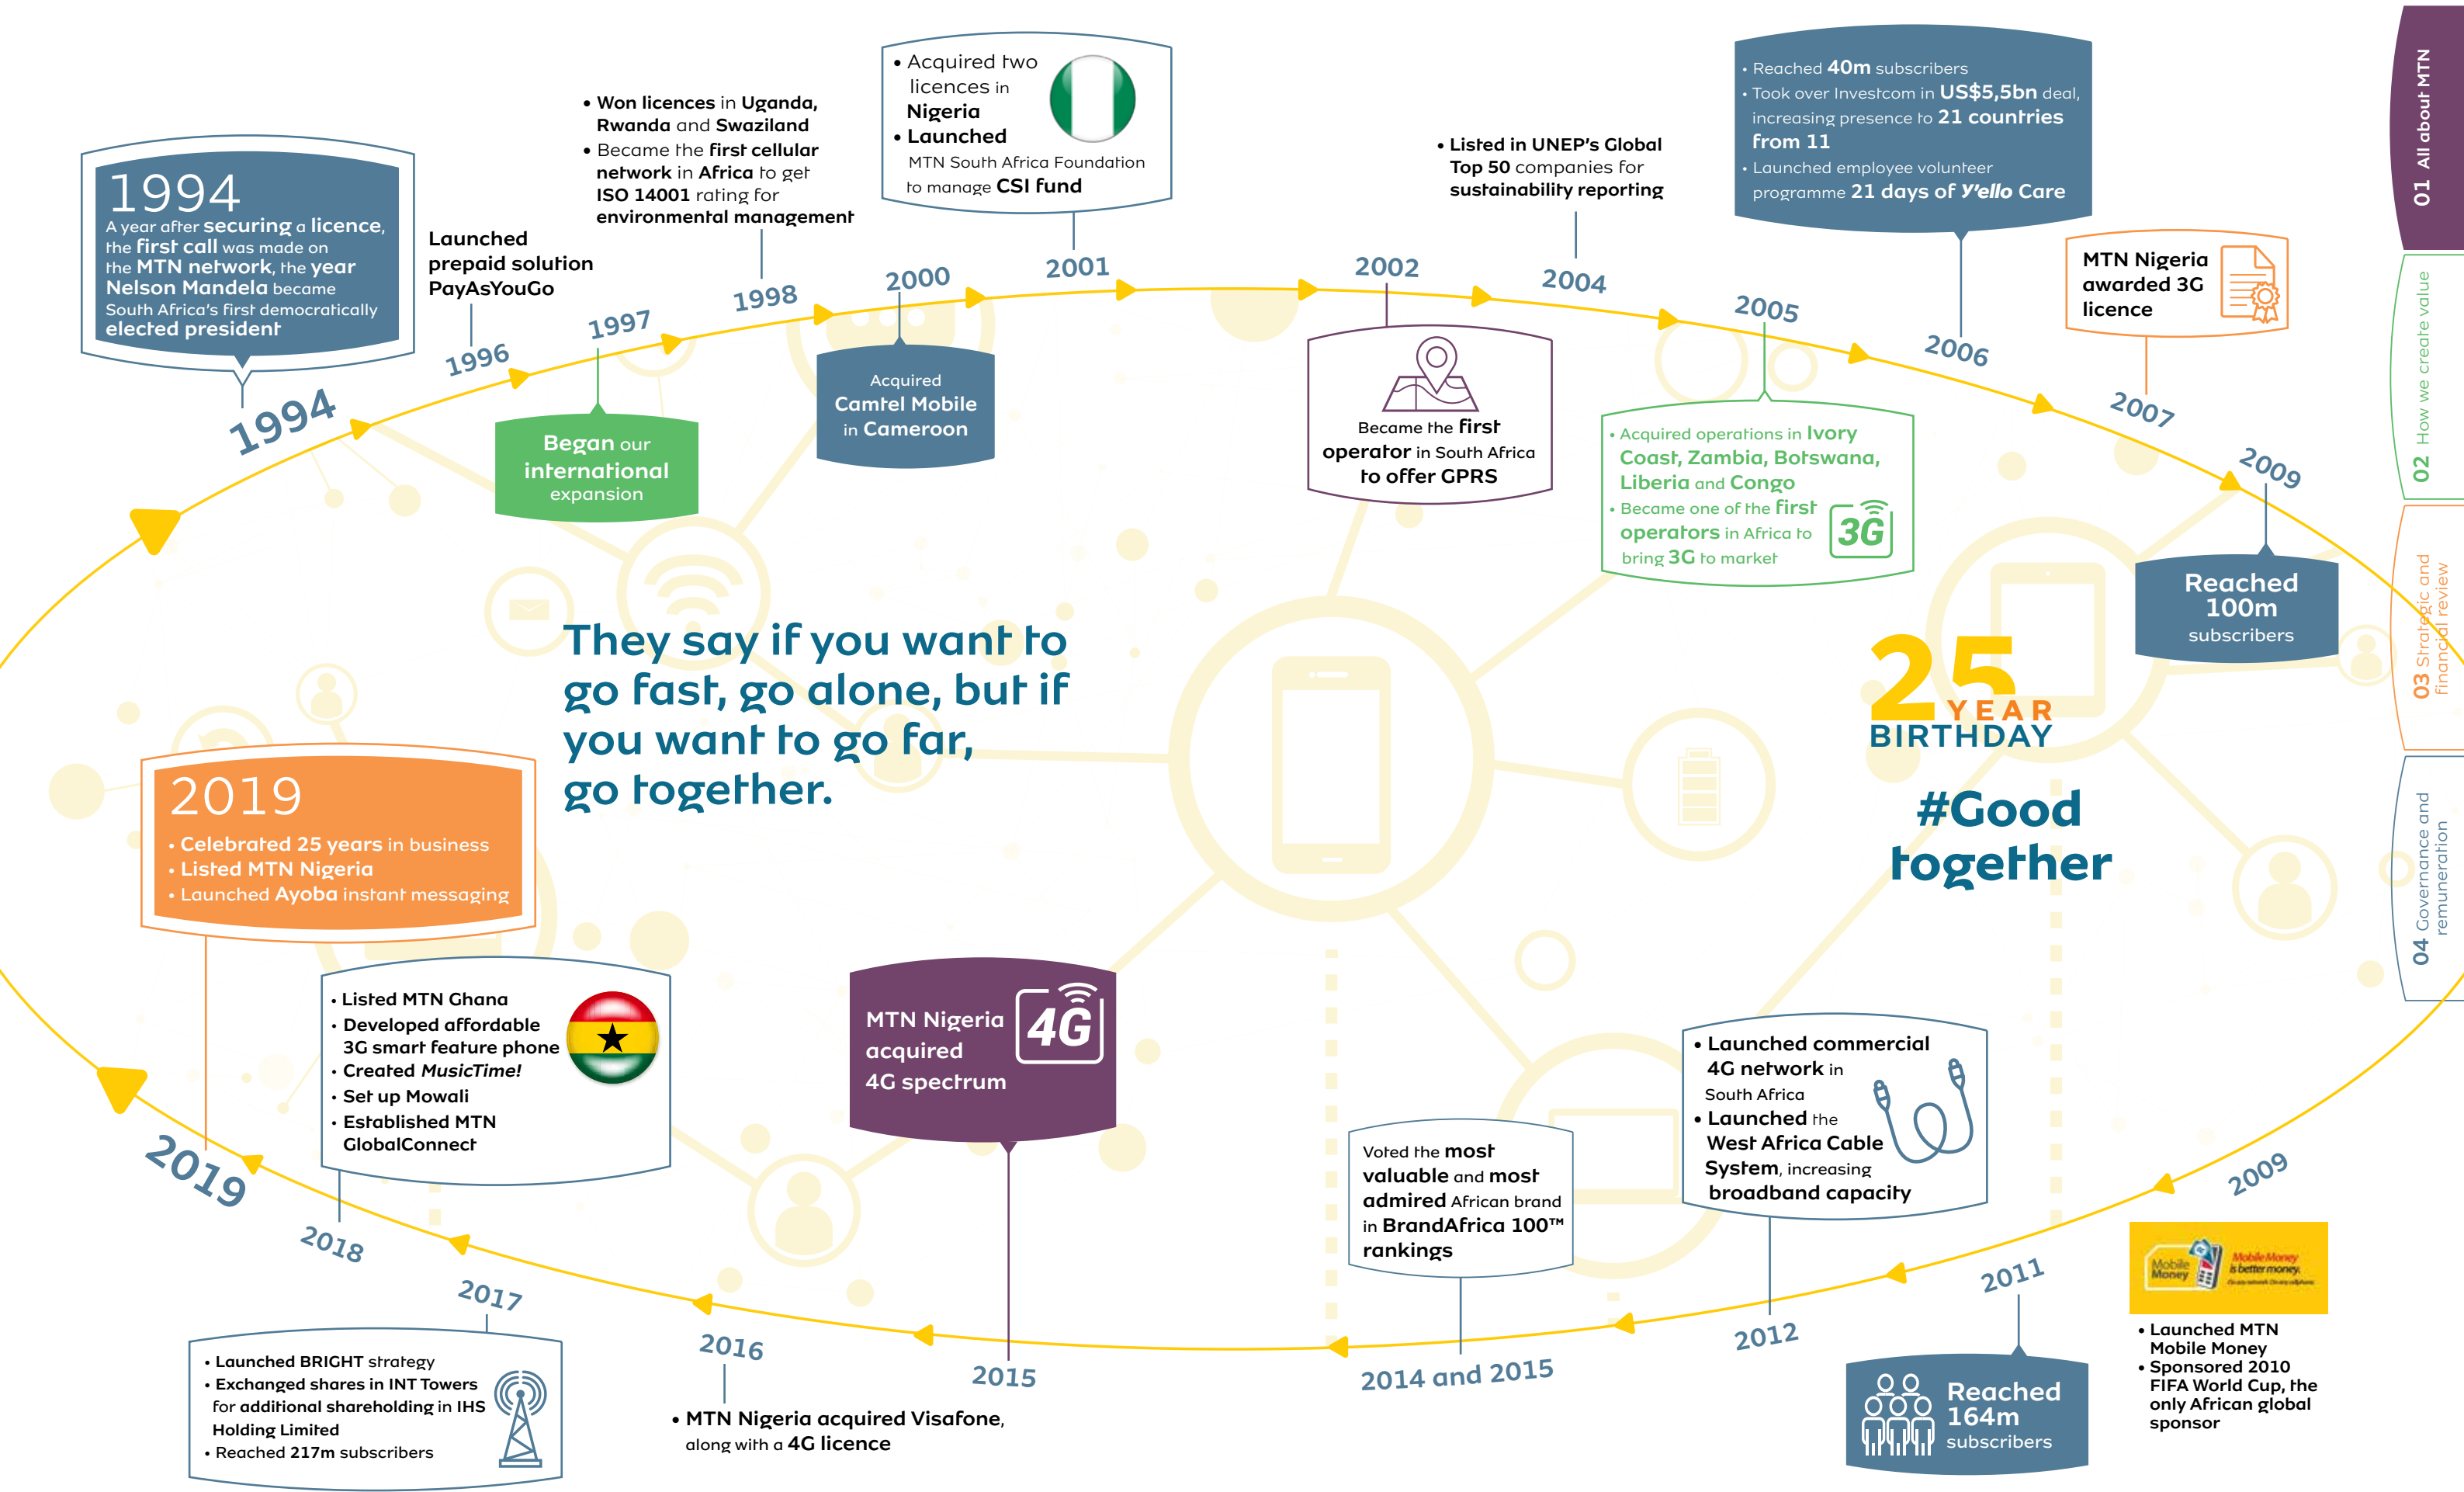 1994
A year after securing a licence,
the first call was made on
the MTN network, the year
Nelson Mandela became
South Africa's first democratically
elected president
1994
Launched
prepaid solution
PayAsYouGo
1996
1997
Began our
international
expansion
• Won licences in Uganda,
Rwanda and Swaziland
• Became the first cellular
network in Africa to get
ISO 14001 rating for
environmental management
1998
2000
Acquired
Camtel Mobile
in Cameroon
• Acquired two
licences in
Nigeria
• Launched
MTN South Africa Foundation
to manage CSI fund
2001
2002
Became the first
operator in South Africa
to offer GPRS
• Listed in UNEP's Global
Top 50 companies for
sustainability reporting
2004
2005
• Acquired operations in Ivory
Coast, Zambia, Botswana,
Liberia and Congo
• Became one of the first
operators in Africa to
bring 3G to market
3G
• Reached 40m subscribers
• Took over Investcom in US$5,5bn deal,
increasing presence to 21 countries
from 11
• Launched employee volunteer
programme 21 days of Y'ello Care
2006
MTN Nigeria
awarded 3G
licence
2007
2009
Reached
100m
subscribers
They say if you want to
go fast, go alone, but if
you want to go far,
go together.
25
YEAR
BIRTHDAY
#Good
together
2009
Mobile
Money
Mobile Money
is better money.
• Launched MTN
Mobile Money
• Sponsored 2010
FIFA World Cup, the
only African global
sponsor
2011
Reached
164m
subscribers
• Launched commercial
4G network in
South Africa
• Launched the
West Africa Cable
System, increasing
broadband capacity
2012
Voted the most
valuable and most
admired African brand
in BrandAfrica 100™
rankings
2014 and 2015
MTN Nigeria
acquired
4G spectrum
4G
2015
2016
• MTN Nigeria acquired Visafone,
along with a 4G licence
2017
• Launched BRIGHT strategy
• Exchanged shares in INT Towers
for additional shareholding in IHS
Holding Limited
• Reached 217m subscribers
• Listed MTN Ghana
• Developed affordable
3G smart feature phone
• Created MusicTime!
• Set up Mowali
• Established MTN
GlobalConnect
2018
2019
• Celebrated 25 years in business
• Listed MTN Nigeria
• Launched Ayoba instant messaging
2019
01 All about MTN
02 How we create value
03 Strategic and
financial review
04 Governance and
remuneration